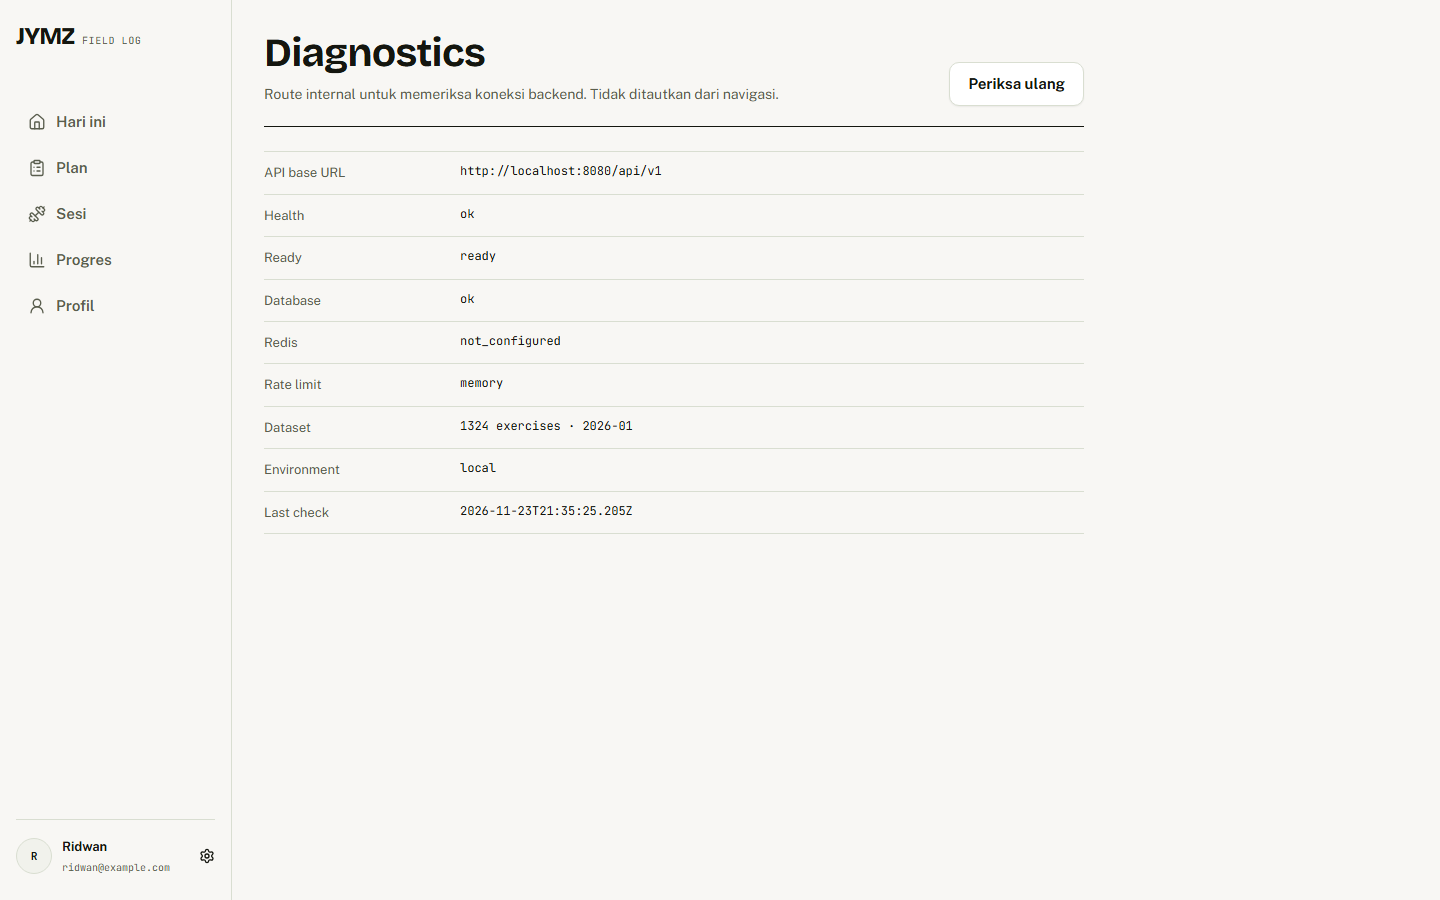 JYMZ FIELD LOG
Hari ini
Plan
Sesi
Progres
Profil
Ridwan
R
ridwan@example.com
Diagnostics
Route internal untuk memeriksa koneksi backend. Tidak ditautkan dari navigasi.
Periksa ulang
API base URL http://localhost:8080/api/v1
Health ok
Ready ready
Database ok
Redis not_configured
Rate limit memory
Dataset 1324 exercises · 2026-01
Environment local
Last check 2026-11-23T21:35:25.205Z